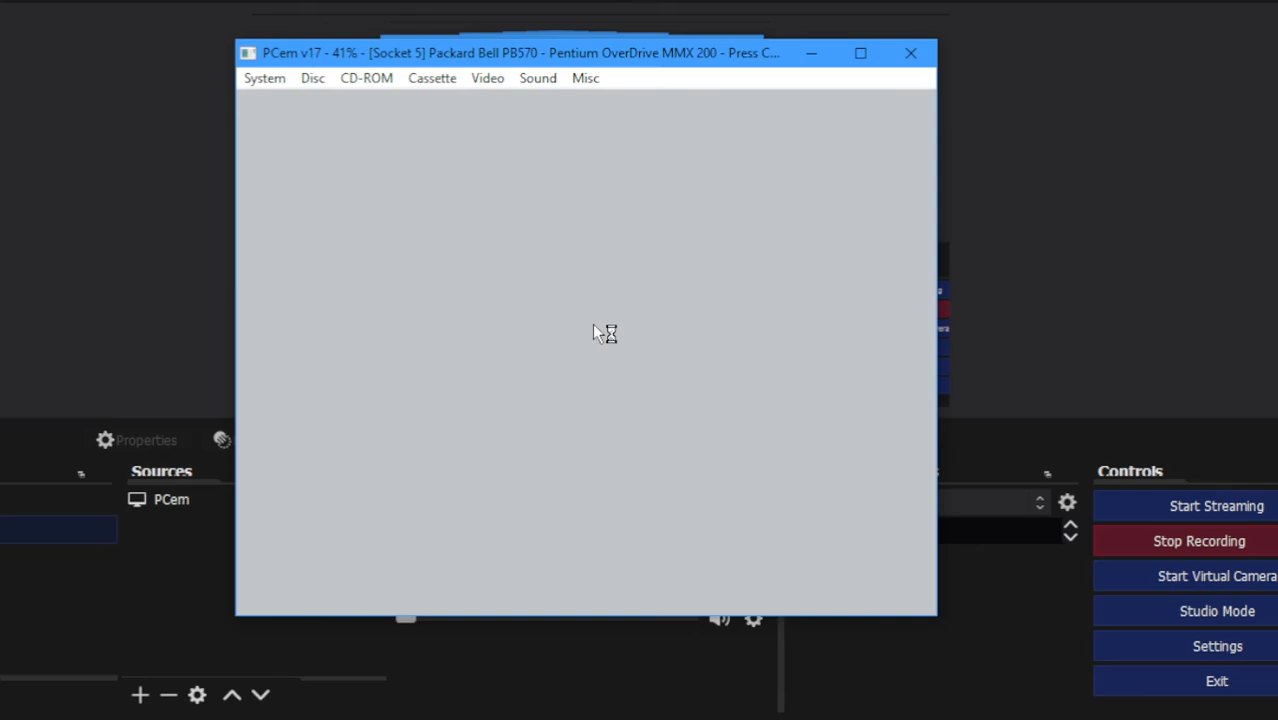 PCem v17 - 41% - [Socket 5] Packard Bell PB570 - Pentium OverDrive MMX 200 - Press C...
System Disc CD-ROM Cassette Video Sound Misc
Properties
Sources
PCem
Controls
Start Streaming
Stop Recording
Start Virtual Camera
Studio Mode
Settings
Exit